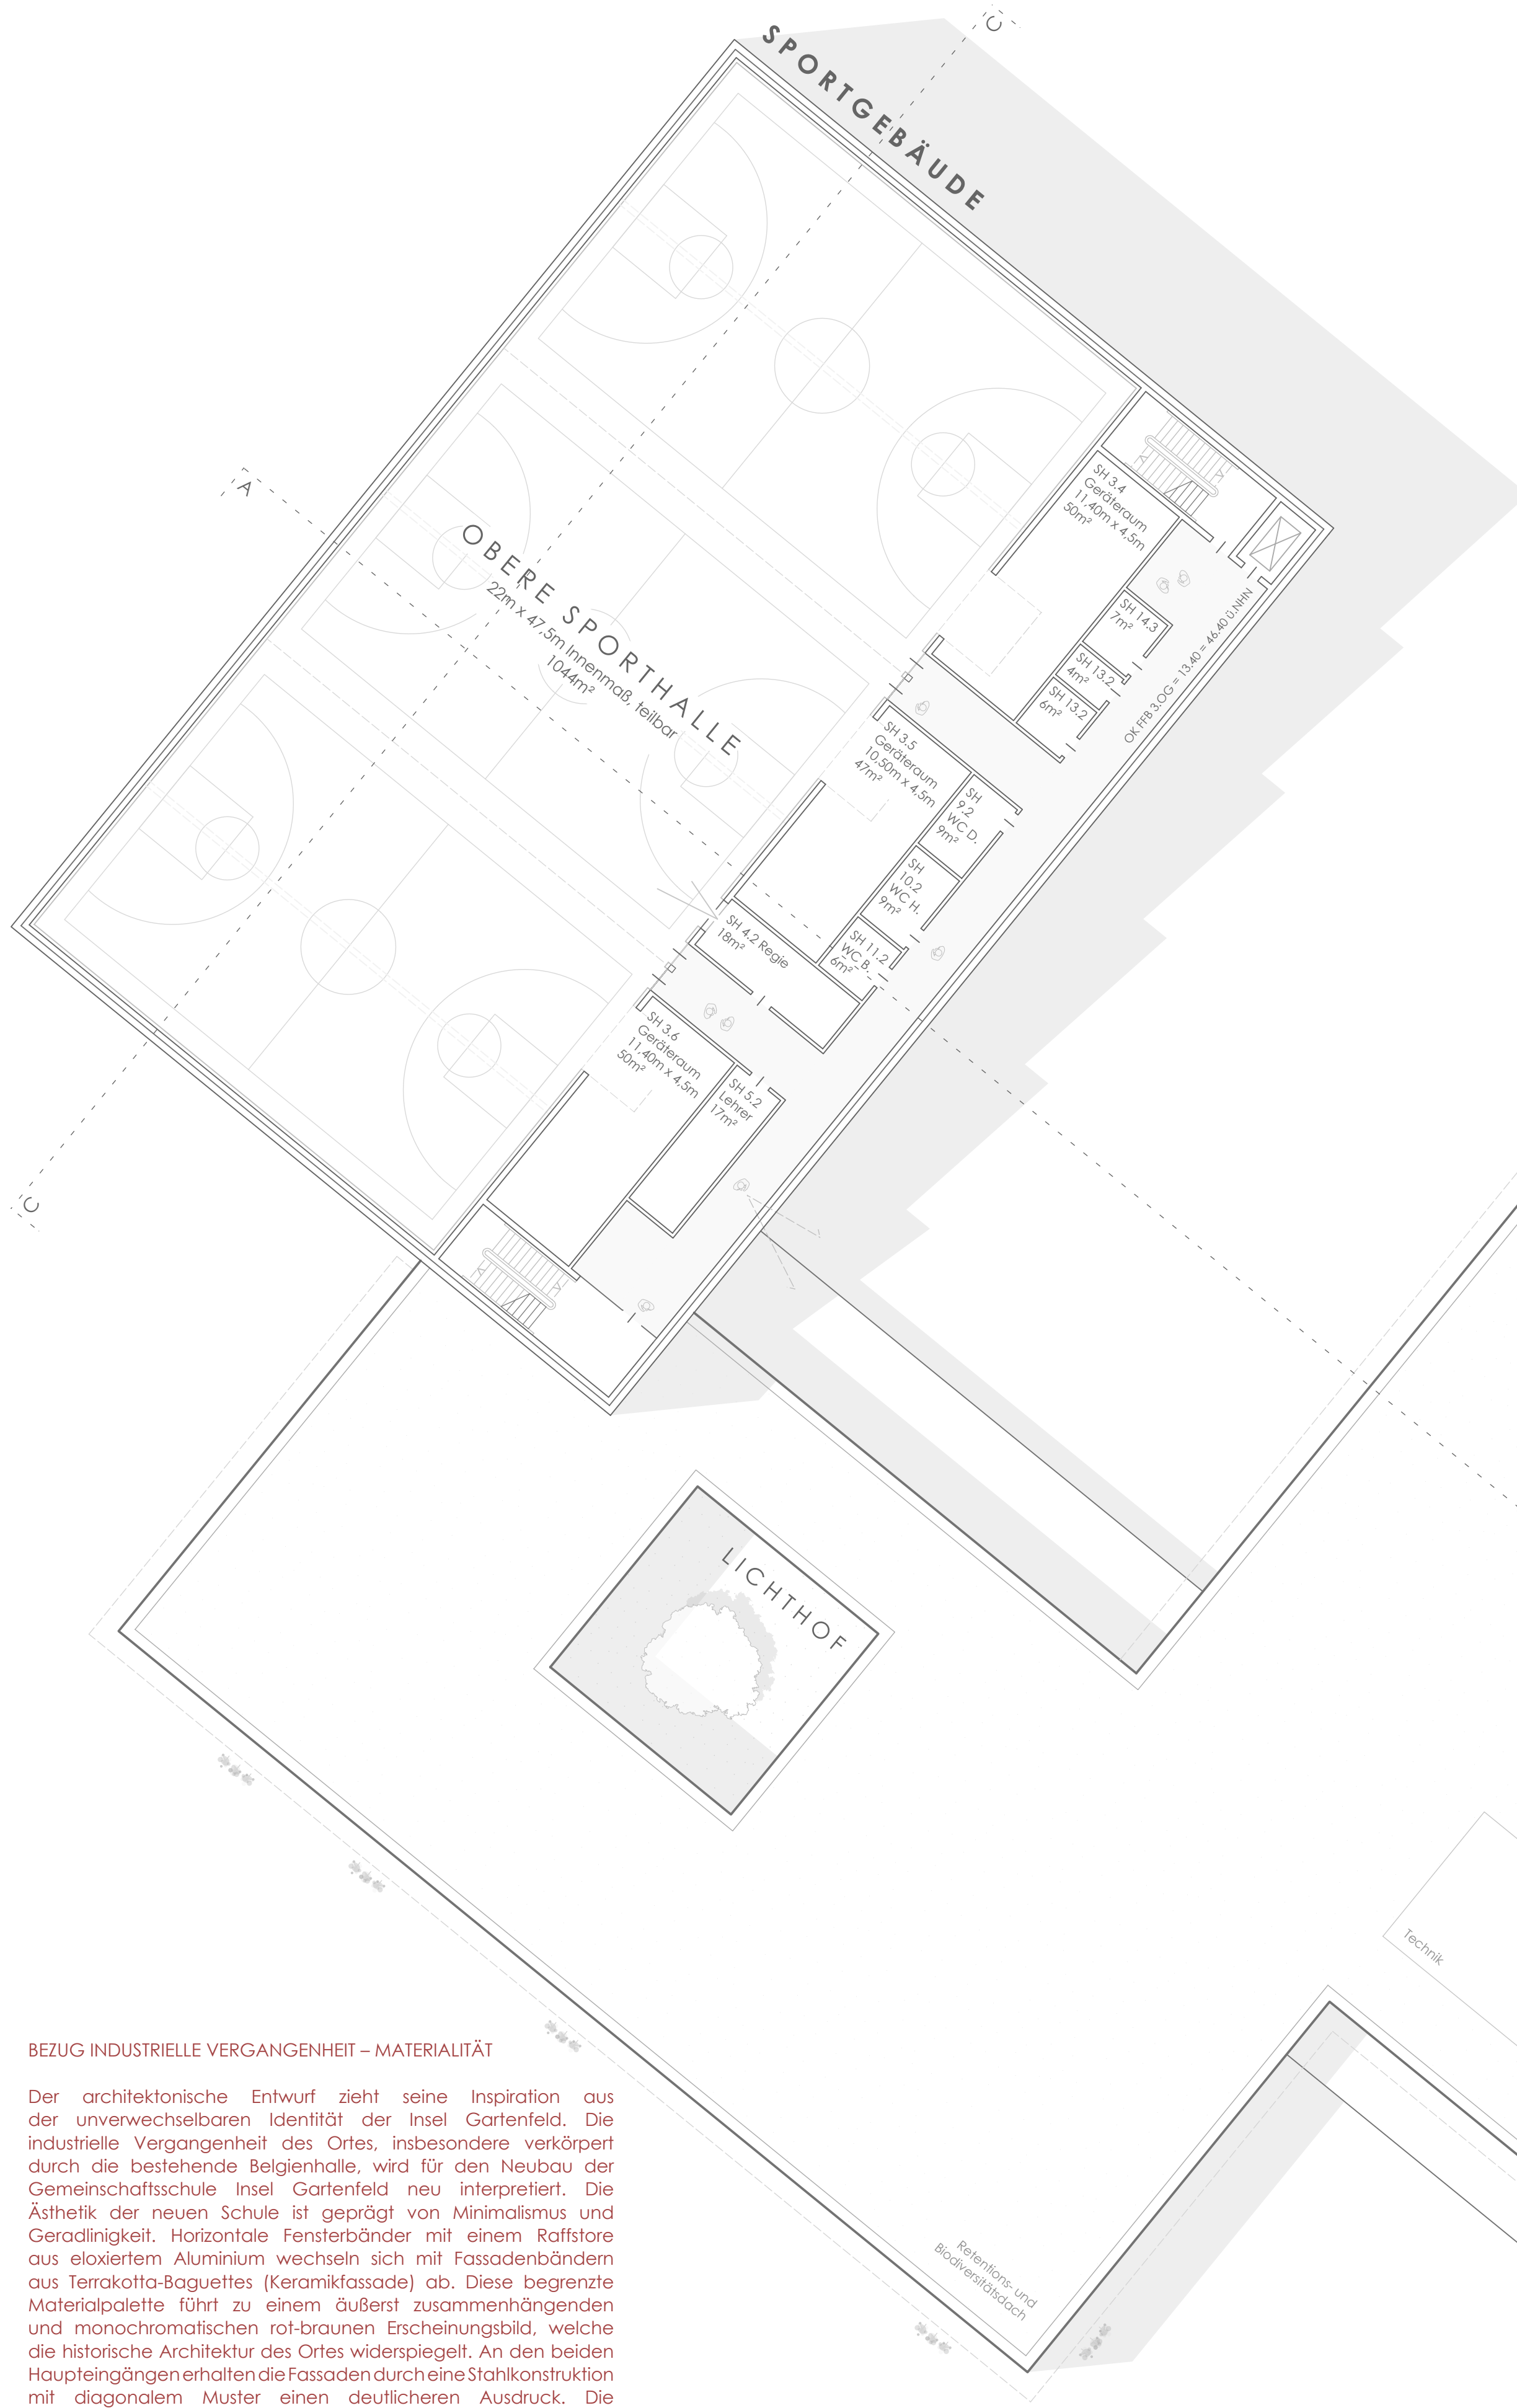 C
SPORTGEBÄUDE
A
OBERE SPORTHALLE
22m x 47,5m Innenmaß, teilbar
1044m²
SH 3.4
Geräteraum
11,40m x 4,5m
50m²
SH 14.3
7m²
SH 13.2
4m²
SH 13.2
6m²
OK FFB 3.OG = 13.40 = 46.40 ü.NHN
SH 3.5
Geräteraum
10,50m x 4,5m
47m²
SH
9.2
WC D.
9m²
SH
10.2
WC H.
9m²
SH 11.2
WC B.
6m²
SH 4.2 Regie
18m²
SH 3.6
Geräteraum
11,40m x 4,5m
50m²
SH 5.2
Lehrer
17m²
C
LICHTHOF
Technik
Retentions- und
Biodiversitätsdach
BEZUG INDUSTRIELLE VERGANGENHEIT – MATERIALITÄT
Der architektonische Entwurf zieht seine Inspiration aus
der unverwechselbaren Identität der Insel Gartenfeld. Die
industrielle Vergangenheit des Ortes, insbesondere verkörpert
durch die bestehende Belgienhalle, wird für den Neubau der
Gemeinschaftsschule Insel Gartenfeld neu interpretiert. Die
Ästhetik der neuen Schule ist geprägt von Minimalismus und
Geradlinigkeit. Horizontale Fensterbänder mit einem Raffstore
aus eloxiertem Aluminium wechseln sich mit Fassadenbändern
aus Terrakotta-Baguettes (Keramikfassade) ab. Diese begrenzte
Materialpalette führt zu einem äußerst zusammenhängenden
und monochromatischen rot-braunen Erscheinungsbild, welche
die historische Architektur des Ortes widerspiegelt. An den beiden
Haupteingängen erhalten die Fassaden durch eine Stahlkonstruktion
mit diagonalem Muster einen deutlicheren Ausdruck. Die